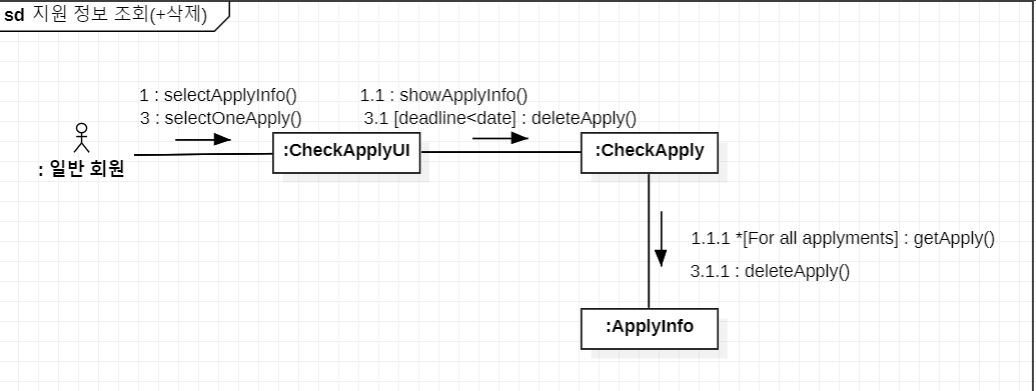 sd 지원 정보 조회(+삭제)
1 : selectApplyInfo()
3 : selectOneApply()
1.1 : showApplyInfo()
3.1 [deadline<date] : deleteApply()
: 일반 회원
:CheckApplyUI
:CheckApply
1.1.1 *[For all applyments] : getApply()
3.1.1 : deleteApply()
:ApplyInfo